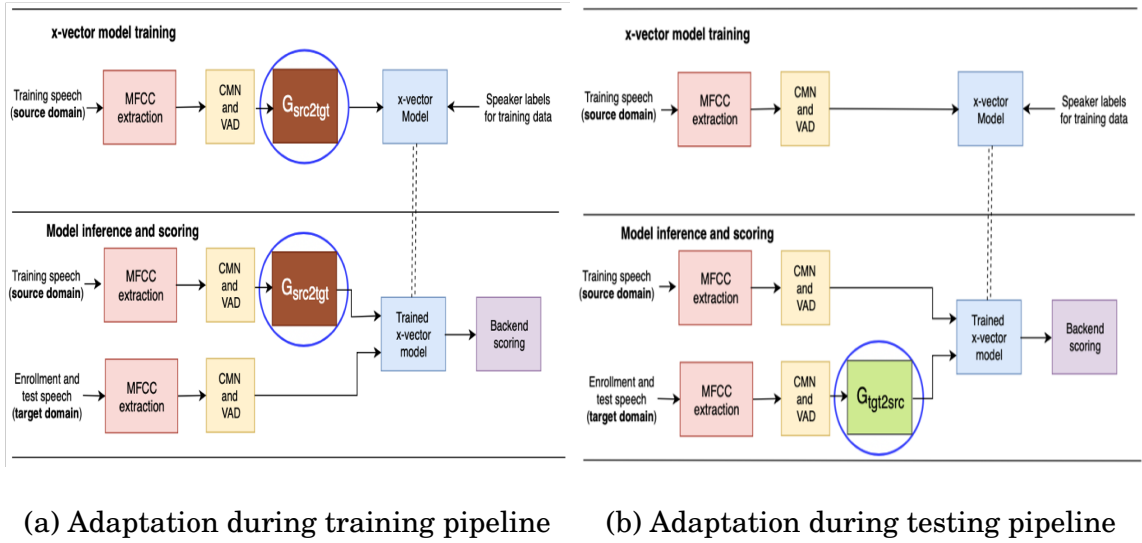 x-vector model training
Training speech
(source domain)
MFCC
extraction
CMN
and
VAD
Gsrc2tgt
x-vector
Model
Speaker labels
for training data
Model inference and scoring
Training speech
(source domain)
MFCC
extraction
CMN
and
VAD
Gsrc2tgt
Trained
x-vector
model
Backend
scoring
Enrollment and
test speech
(target domain)
MFCC
extraction
CMN
and
VAD
(a) Adaptation during training pipeline
x-vector model training
Training speech
(source domain)
MFCC
extraction
CMN
and
VAD
x-vector
Model
Speaker labels
for training data
Model inference and scoring
Training speech
(source domain)
MFCC
extraction
CMN
and
VAD
Trained
x-vector
model
Backend
scoring
Enrollment and
test speech
(target domain)
MFCC
extraction
CMN
and
VAD
Gtgt2src
(b) Adaptation during testing pipeline